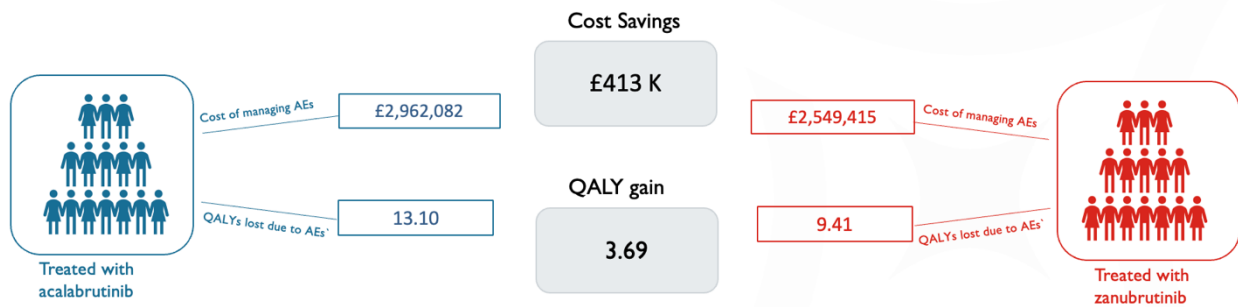 Cost Savings
£413 K
Cost of managing AEs
£2,962,082
£2,549,415
Cost of managing AEs
QALY gain
QALYs lost due to AEs*
13.10
3.69
9.41
QALYs lost due to AEs*
Treated with
acalabrutinib
Treated with
zanubrutinib